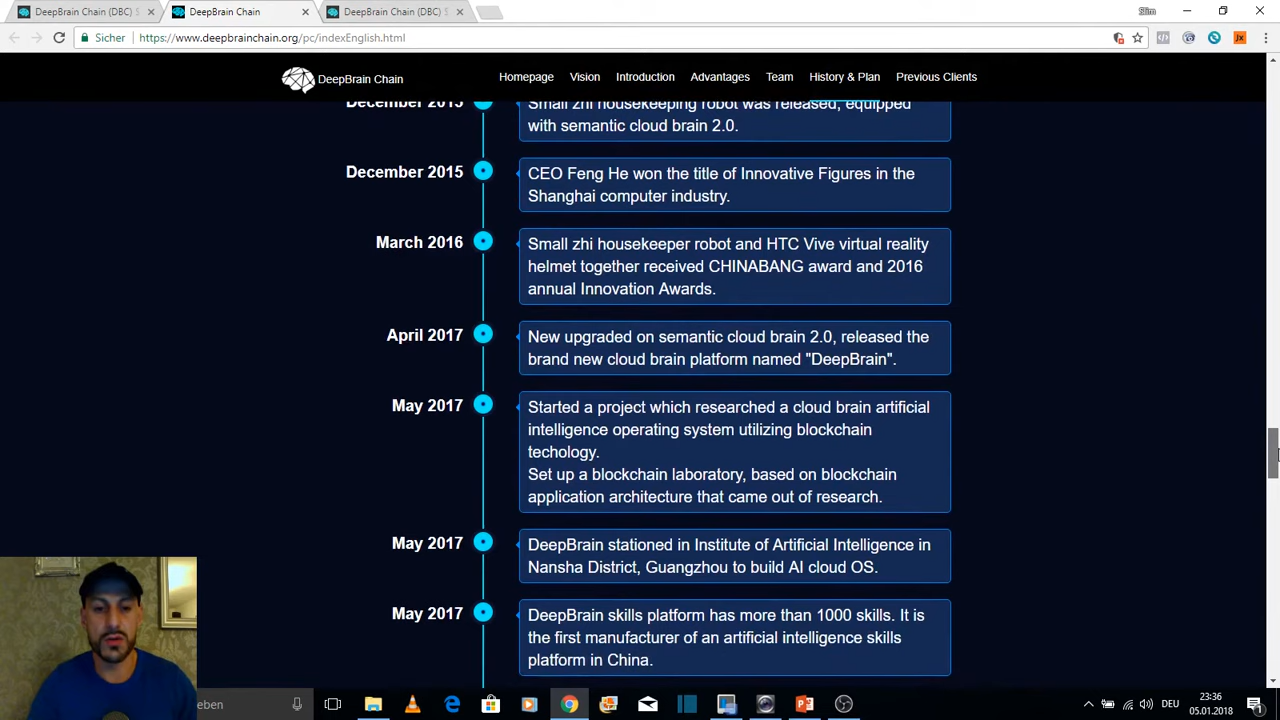 DeepBrain Chain (DBC) S
DeepBrain Chain
DeepBrain Chain (DBC) S
Slim
Sicher
https://www.deepbrainchain.org/pc/indexEnglish.html
DeepBrain Chain
Homepage
Vision
Introduction
Advantages
Team
History & Plan
Previous Clients
December 2015
Small zhi housekeeping robot was released, equipped
with semantic cloud brain 2.0.
December 2015
CEO Feng He won the title of Innovative Figures in the
Shanghai computer industry.
March 2016
Small zhi housekeeper robot and HTC Vive virtual reality
helmet together received CHINABANG award and 2016
annual Innovation Awards.
April 2017
New upgraded on semantic cloud brain 2.0, released the
brand new cloud brain platform named "DeepBrain".
May 2017
Started a project which researched a cloud brain artificial
intelligence operating system utilizing blockchain
techology.
Set up a blockchain laboratory, based on blockchain
application architecture that came out of research.
May 2017
DeepBrain stationed in Institute of Artificial Intelligence in
Nansha District, Guangzhou to build AI cloud OS.
May 2017
DeepBrain skills platform has more than 1000 skills. It is
the first manufacturer of an artificial intelligence skills
platform in China.
eben
DEU
23:36
05.01.2018